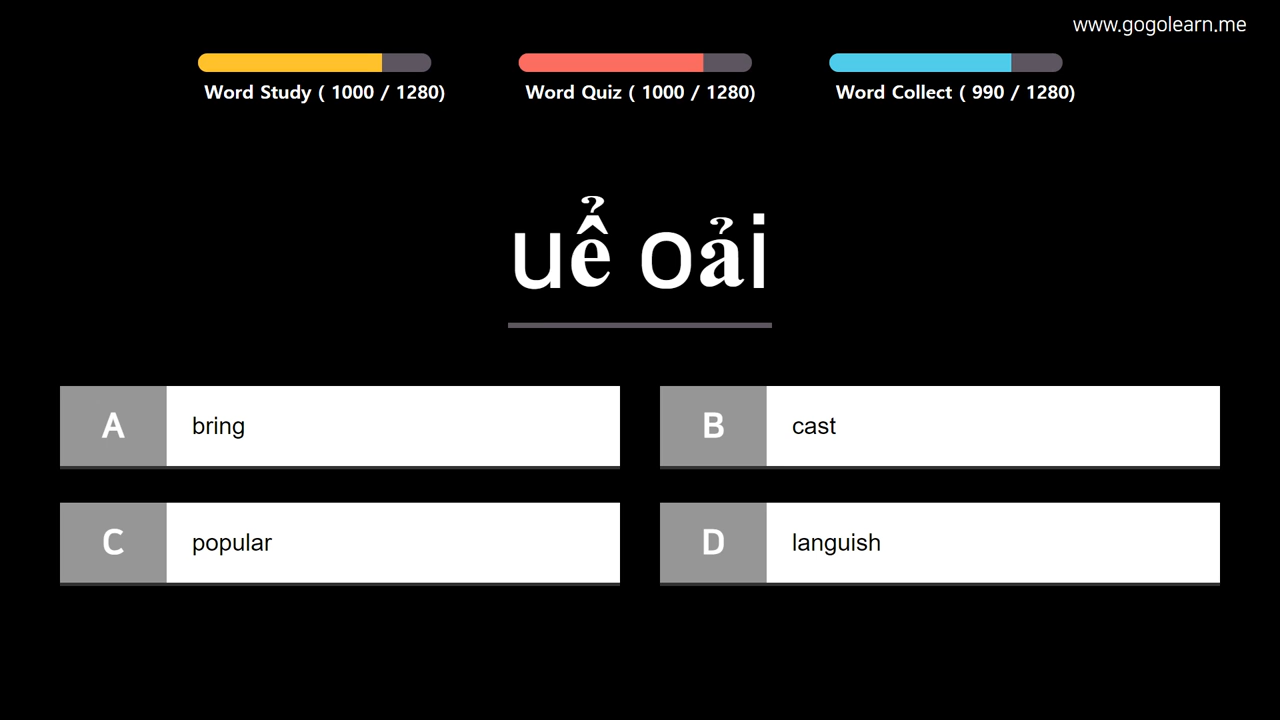 www.gogolearn.me
Word Study ( 1000 / 1280)
Word Quiz ( 1000 / 1280)
Word Collect ( 990 / 1280)
uể oải
A bring
B cast
C popular
D languish